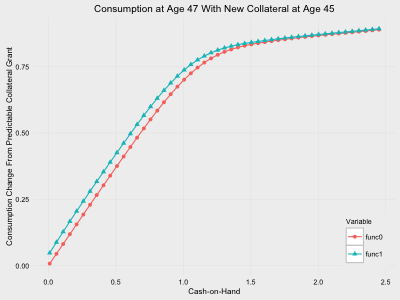 Consumption at Age 47 With New Collateral at Age 45
Consumption Change From Predictable Collateral Grant
0.75
0.50
0.25
0.00
0.0 0.5 1.0 1.5 2.0 2.5
Cash-on-Hand
Variable
func0
func1